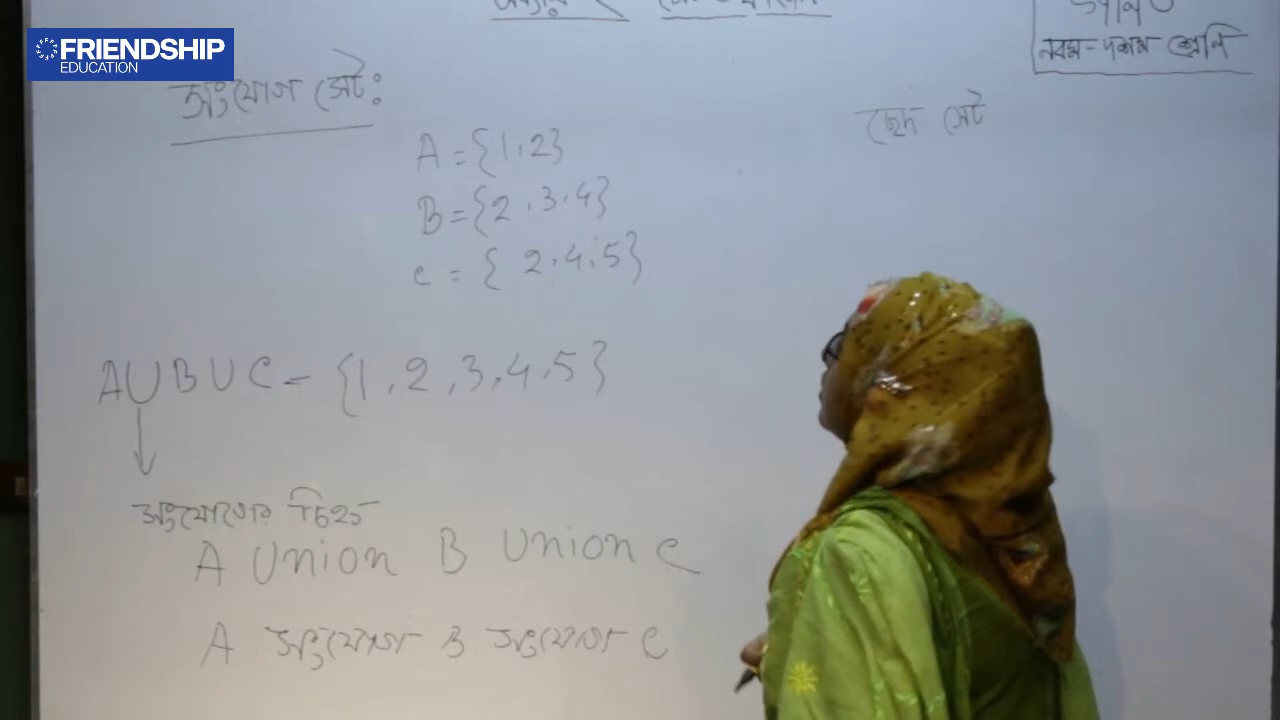 FRIENDSHIP
EDUCATION
নবম-দশম শ্রেণি
সংযোগ সেট:
ছেদ সেট
A = {1, 2}
B = {2, 3, 4}
C = { 2, 4, 5}
A U B U C = {1, 2, 3, 4, 5}
সংযোগের চিহ্ন
A Union B Union C
A সংযোগ B সংযোগ C